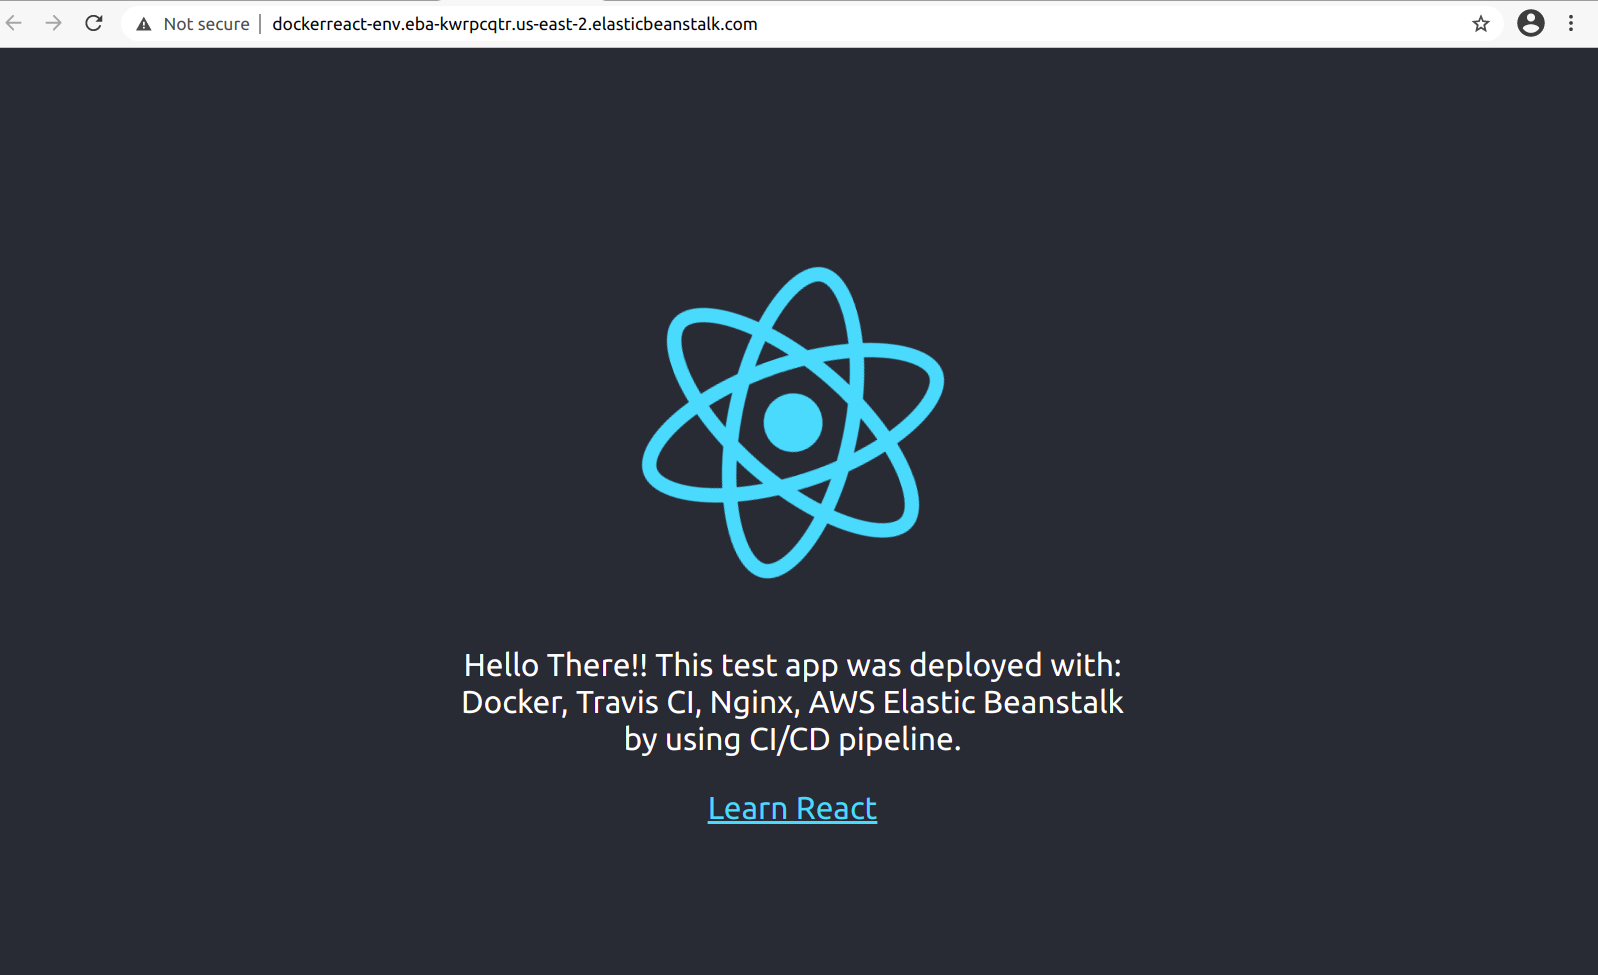 Not secure | dockerreact-env.eba-kwrpcqtr.us-east-2.elasticbeanstalk.com
Hello There!! This test app was deployed with:
Docker, Travis CI, Nginx, AWS Elastic Beanstalk
by using CI/CD pipeline.
Learn React